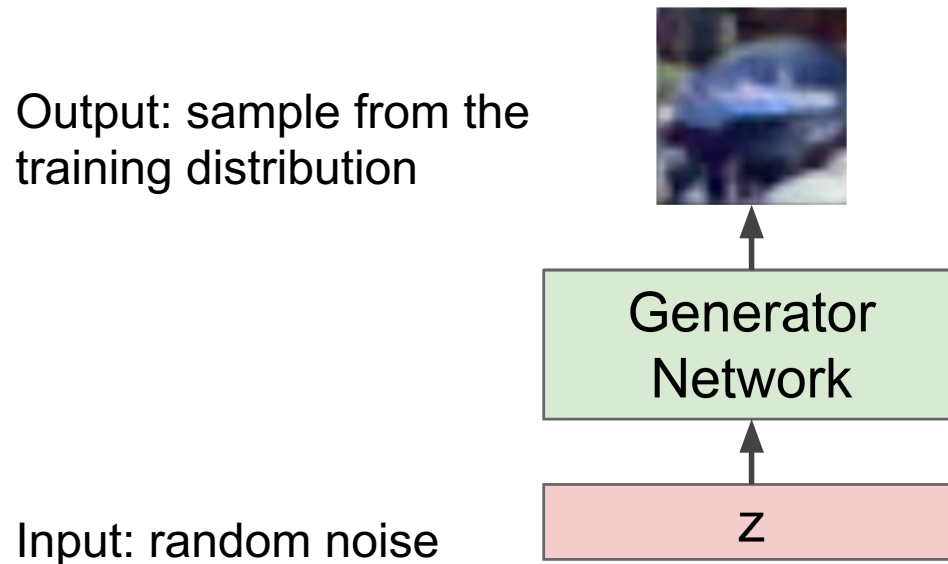 Output: sample from the
training distribution
Generator
Network
Input: random noise
z